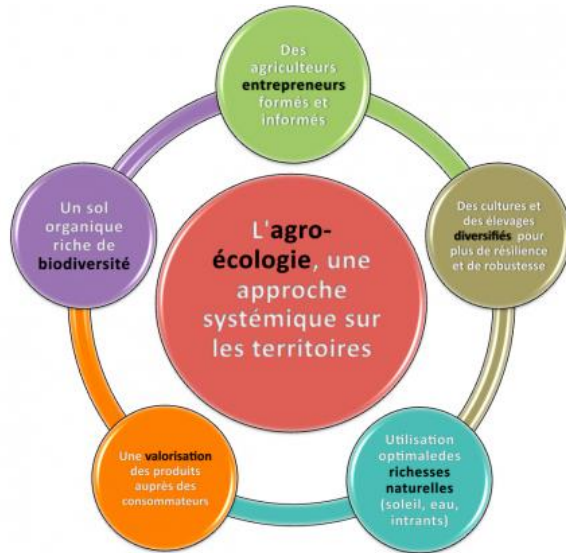 Des
agriculteurs
entrepreneurs
formés et
informés
Des cultures et
des élevages
diversifiés pour
plus de résilience
et de robustesse
Utilisation
optimaledes
richesses
naturelles
(soleil, eau,
intrants)
Une valorisation
des produits
auprès des
consommateurs
Un sol
organique
riche de
biodiversité
L'agro-
écologie, une
approche
systémique sur
les territoires